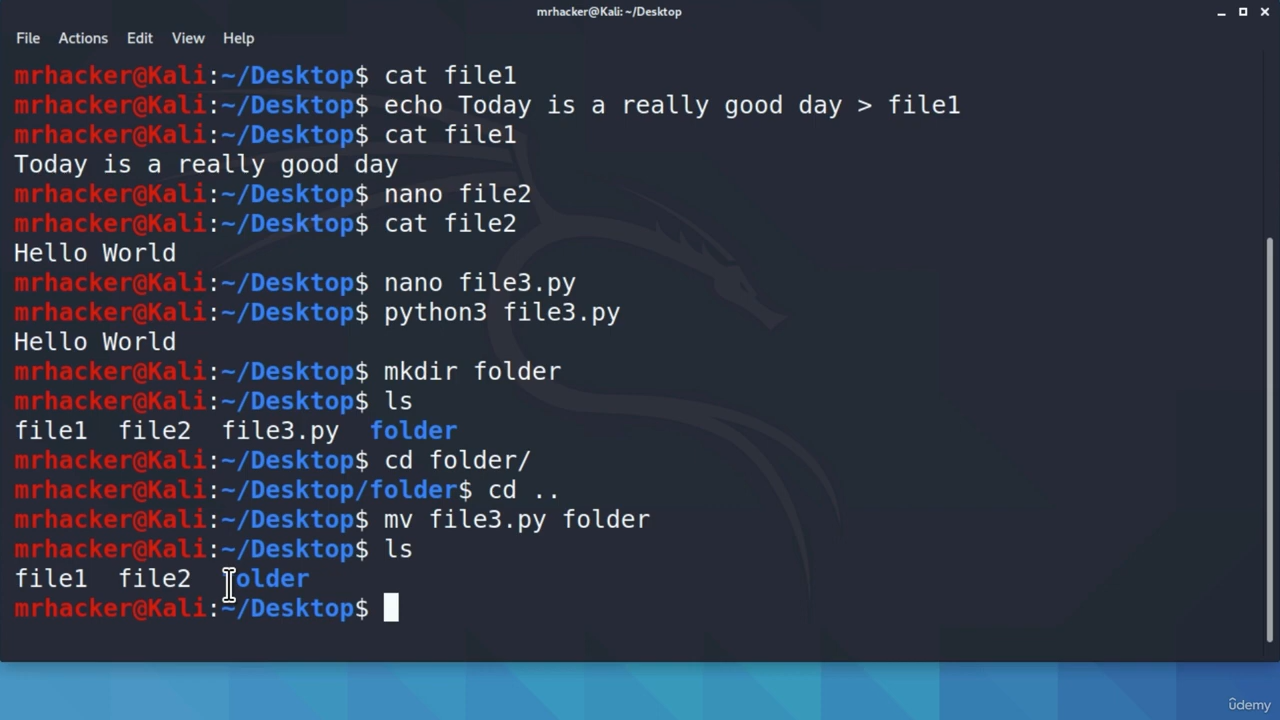 mrhacker@Kali: ~/Desktop
File Actions Edit View Help
mrhacker@Kali:~/Desktop$ cat file1
mrhacker@Kali:~/Desktop$ echo Today is a really good day > file1
mrhacker@Kali:~/Desktop$ cat file1
Today is a really good day
mrhacker@Kali:~/Desktop$ nano file2
mrhacker@Kali:~/Desktop$ cat file2
Hello World
mrhacker@Kali:~/Desktop$ nano file3.py
mrhacker@Kali:~/Desktop$ python3 file3.py
Hello World
mrhacker@Kali:~/Desktop$ mkdir folder
mrhacker@Kali:~/Desktop$ ls
file1 file2 file3.py folder
mrhacker@Kali:~/Desktop$ cd folder/
mrhacker@Kali:~/Desktop/folder$ cd ..
mrhacker@Kali:~/Desktop$ mv file3.py folder
mrhacker@Kali:~/Desktop$ ls
file1 file2 folder
mrhacker@Kali:~/Desktop$
ûdemy